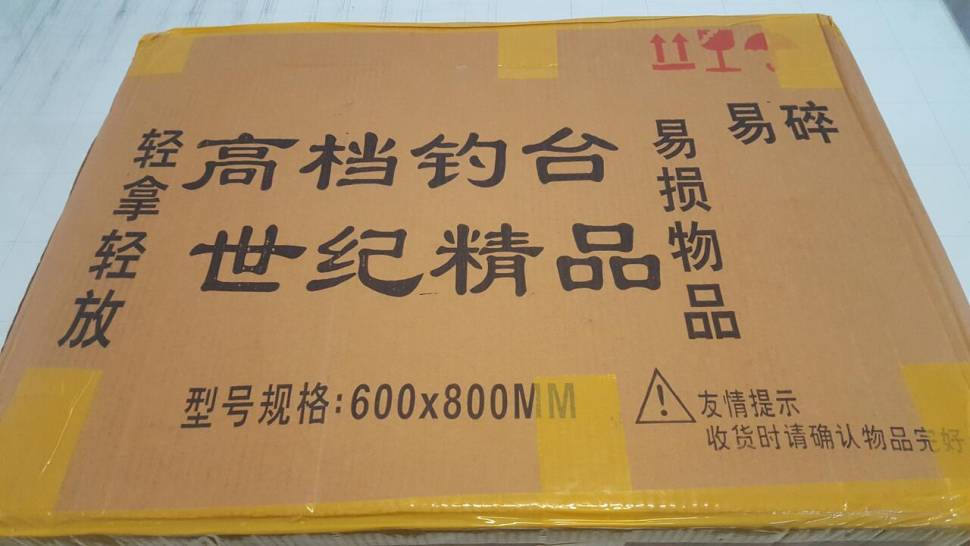 易碎
轻拿轻放
高档钓台
世纪精品
易损物品
型号规格:600x800MM
友情提示
收货时请确认物品完好